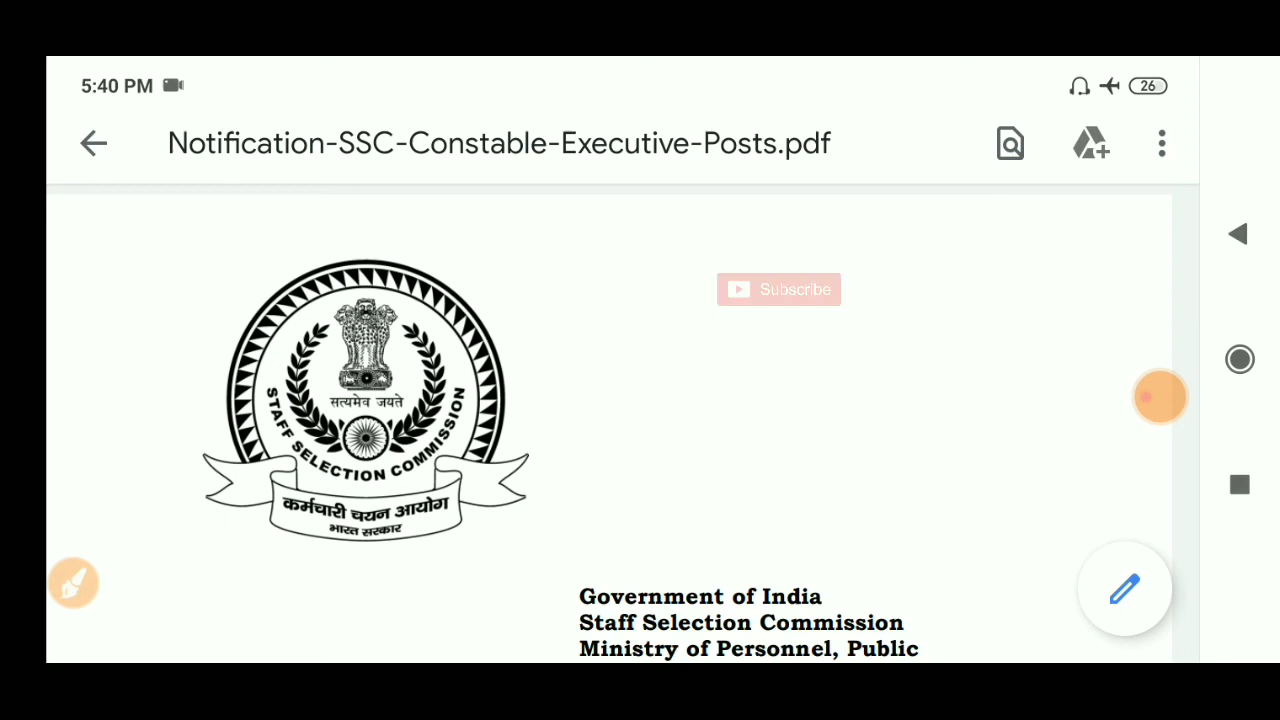 5:40 PM
26
Notification-SSC-Constable-Executive-Posts.pdf
Subscribe
सत्यमेव जयते
STAFF SELECTION COMMISSION
कर्मचारी चयन आयोग
भारत सरकार
Government of India
Staff Selection Commission
Ministry of Personnel, Public